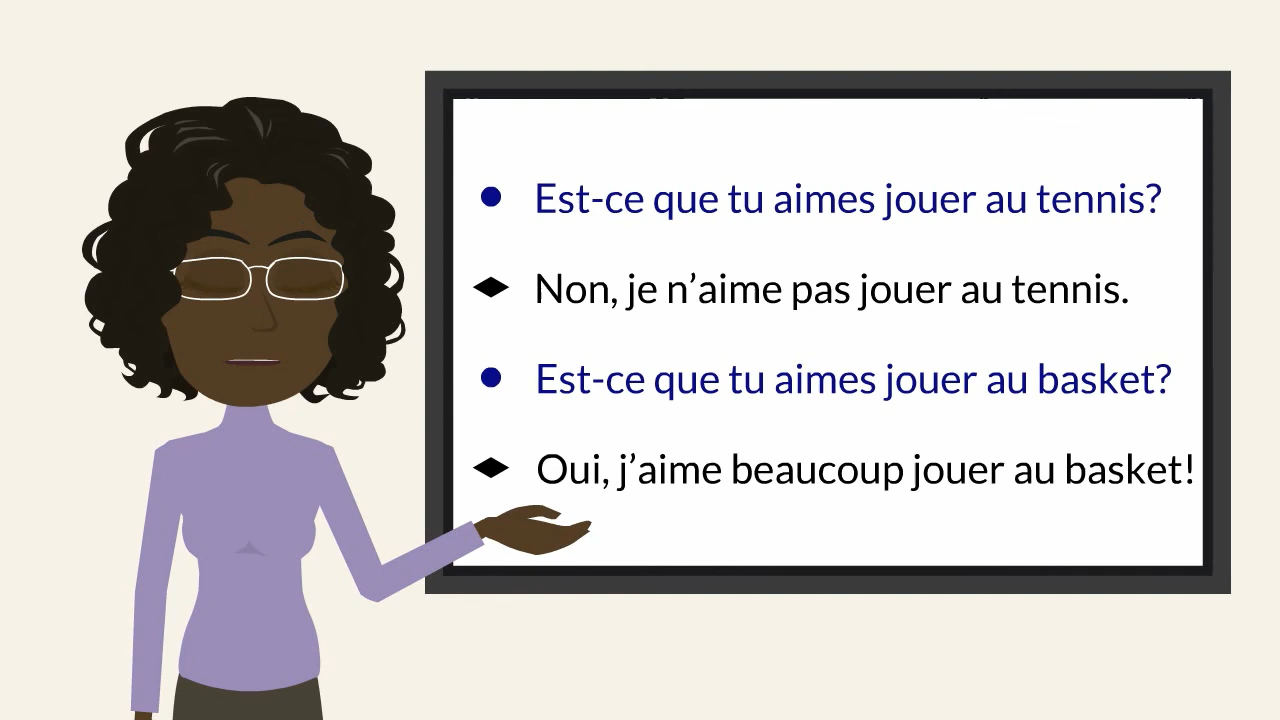 Est-ce que tu aimes jouer au tennis?
Non, je n’aime pas jouer au tennis.
Est-ce que tu aimes jouer au basket?
Oui, j’aime beaucoup jouer au basket!